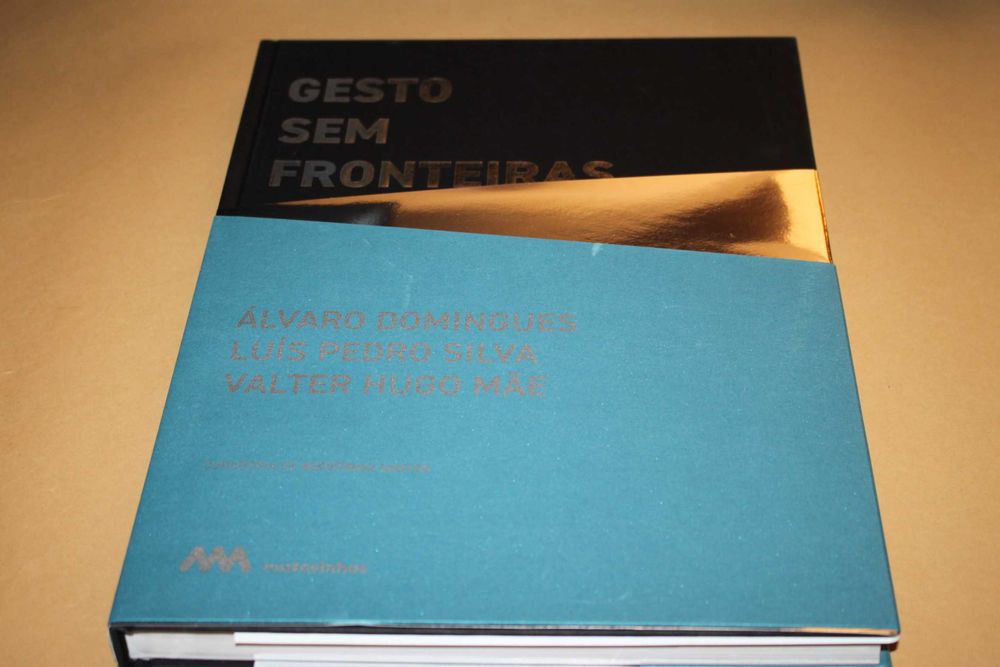 GESTO
SEM
FRONTEIRAS
ÁLVARO DOMINGUES
LUÍS PEDRO SILVA
VALTER HUGO MÃE
matosinhos